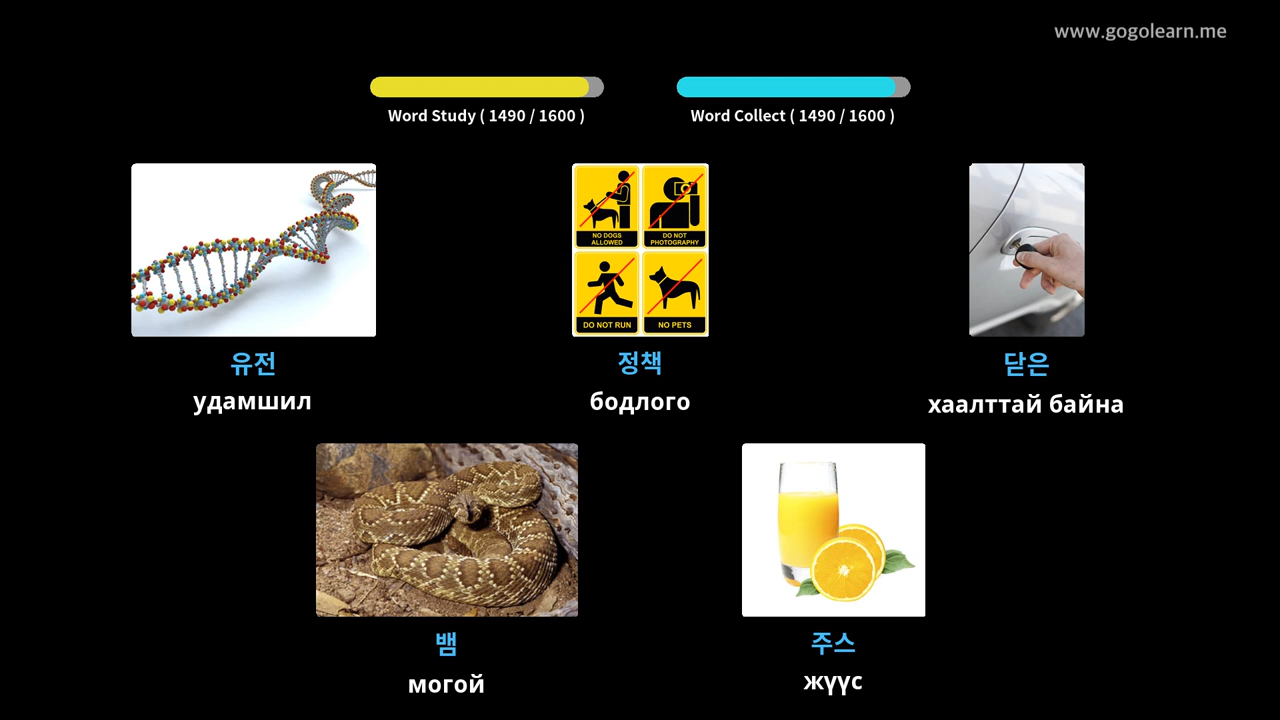 www.gogolearn.me
Word Study ( 1490 / 1600 )
Word Collect ( 1490 / 1600 )
NO DOGS
ALLOWED
DO NOT
PHOTOGRAPHY
DO NOT RUN
NO PETS
유전
정책
닫은
удамшил
бодлого
хаалттай байна
뱀
주스
могой
жүүс